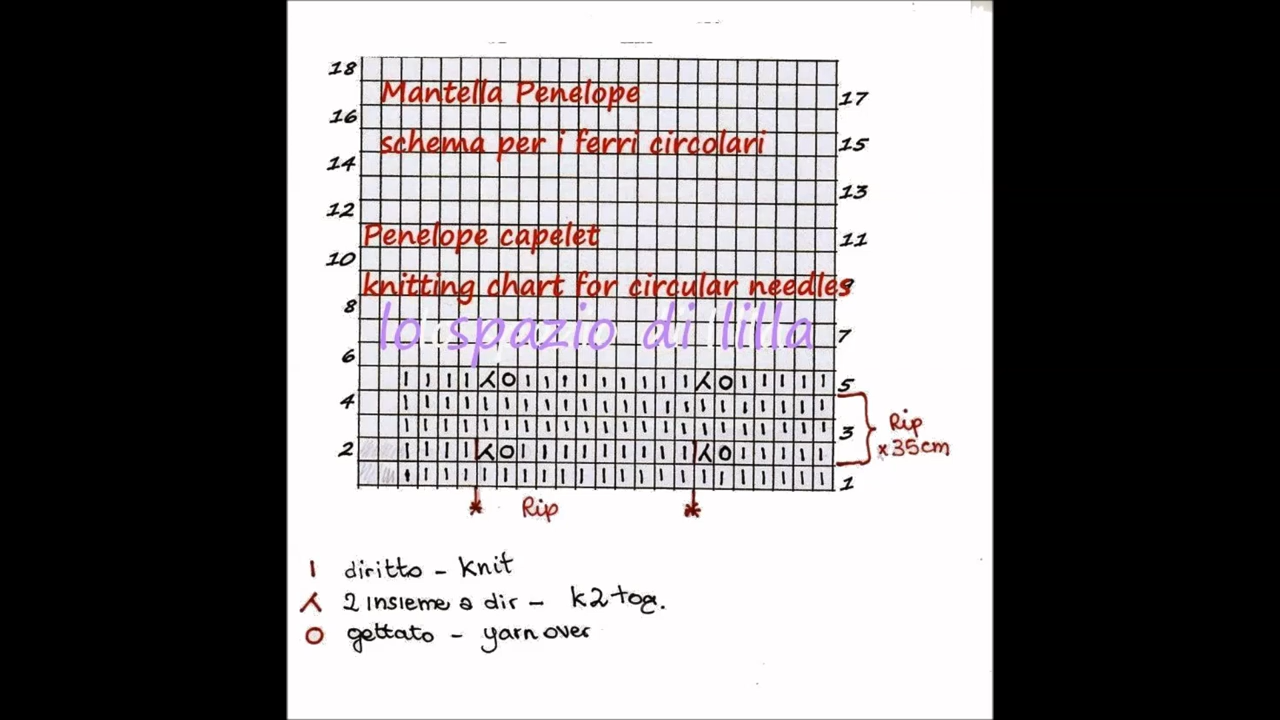 18
Mantella Penelope
17
16
schema per i ferri circolari
15
14
13
12
Penelope capelet
11
10
knitting chart for circular needles
9
8
lo spazio di lilla
7
6
5
4
3
Rip
x 35cm
2
1
* Rip *
I diritto - knit
2 insieme a dir - k2tog.
O gettato - yarn over